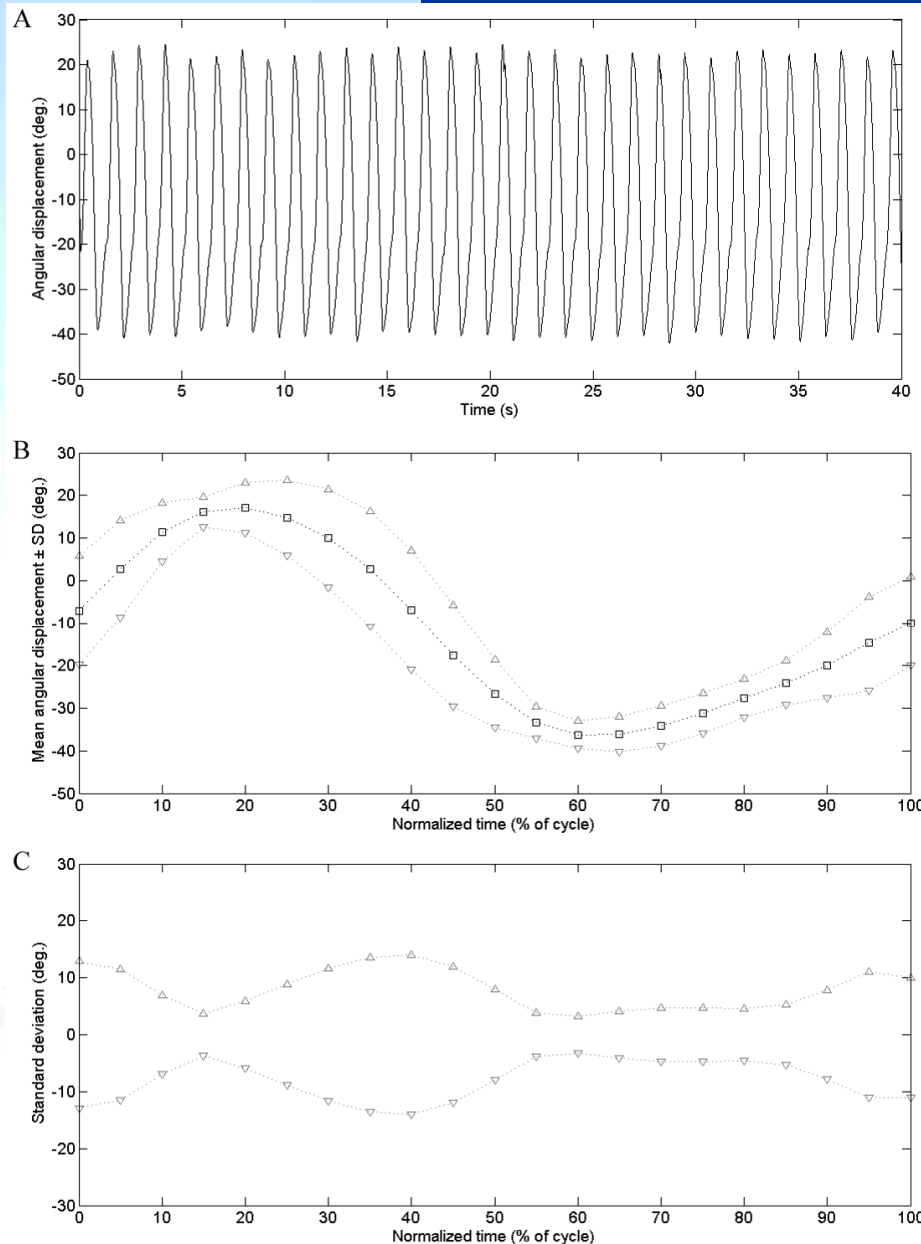 A
30
20
10
0
-10
-20
-30
-40
-50
Angular displacement (deg.)
0 5 10 15 20 25 30 35 40
Time (s)
B
30
20
10
0
-10
-20
-30
-40
-50
Mean angular displacement ± SD (deg.)
0 10 20 30 40 50 60 70 80 90 100
Normalized time (% of cycle)
C
30
20
10
0
-10
-20
-30
Standard deviation (deg.)
0 10 20 30 40 50 60 70 80 90 100
Normalized time (% of cycle)